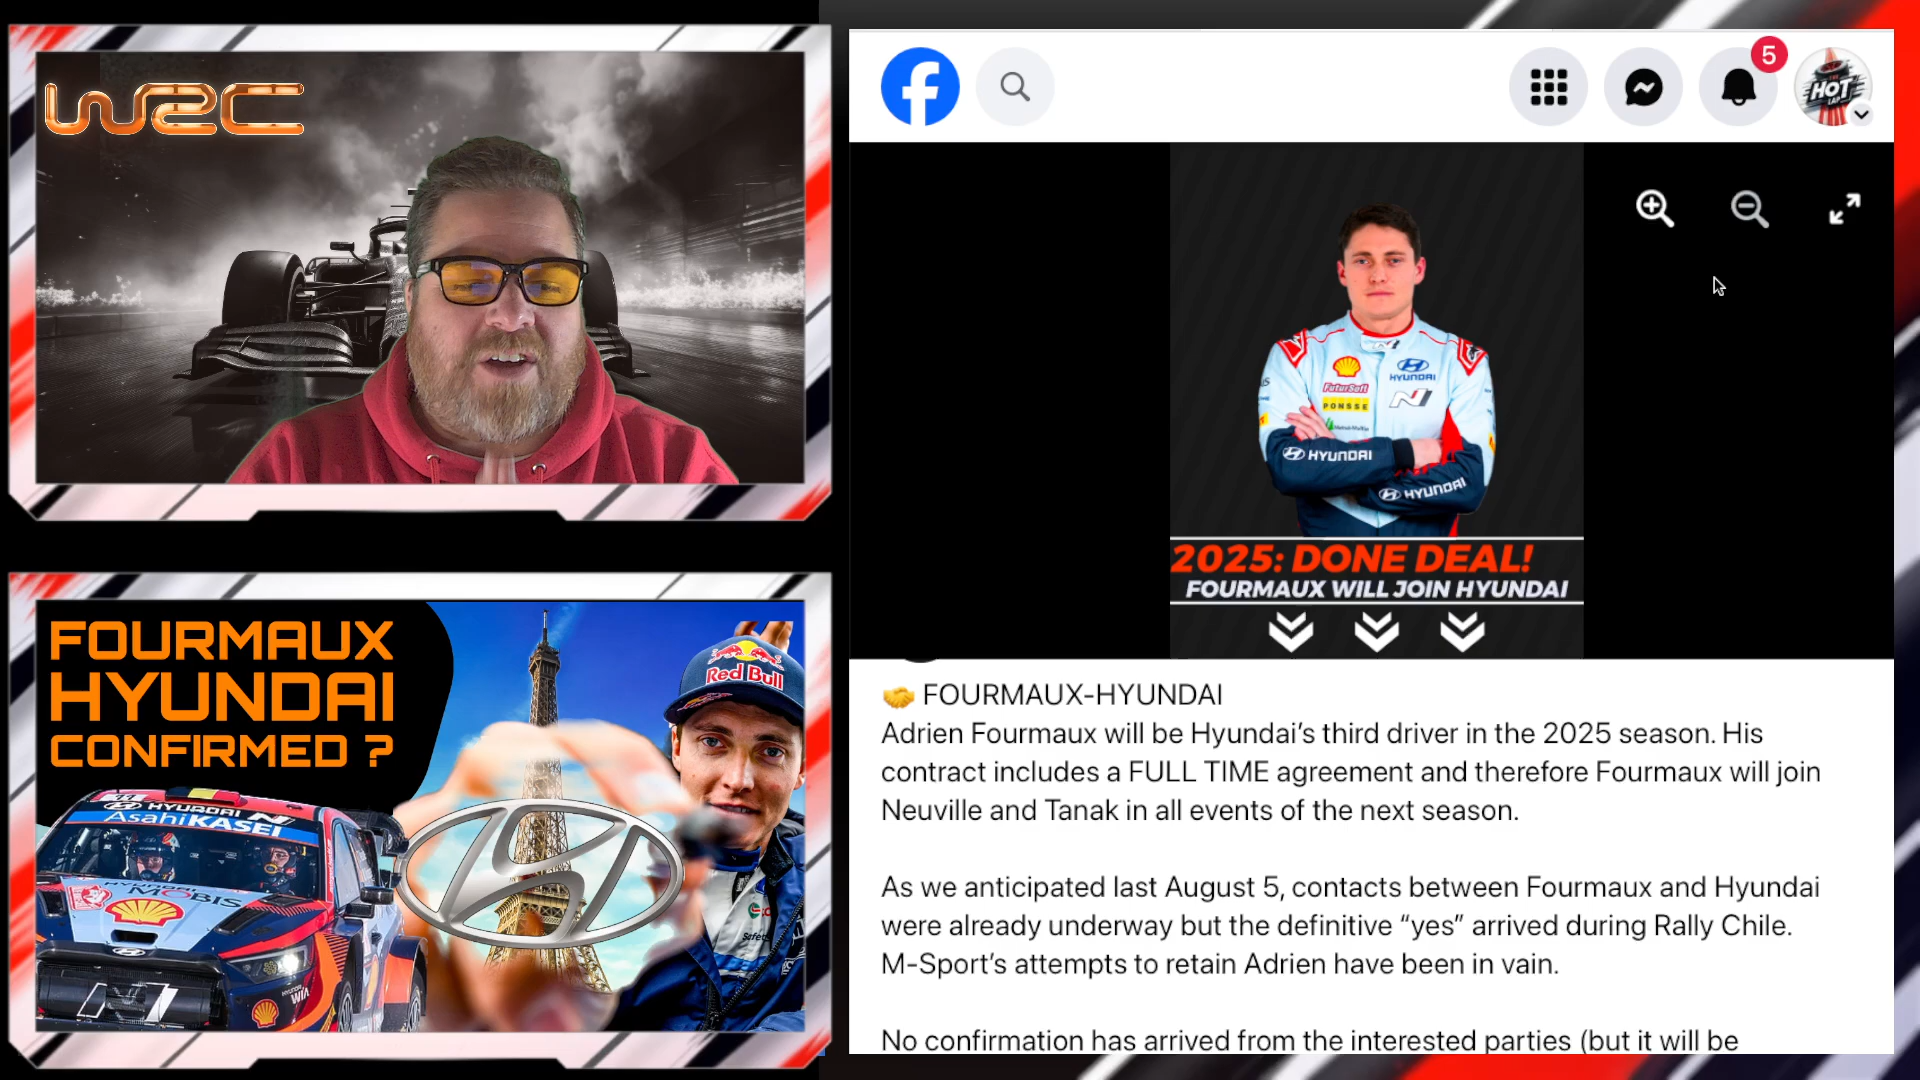 WRC
FOURMAUX
HYUNDAI
CONFIRMED ?
Red Bull
HYUNDAI N
AsahiKASEI
HYUNDAI
MOBIS
HYUNDAI
WIA
N
5
THE
HOT
LAP
N
HYUNDAI
FuturSoft
N
PONSSE
HYUNDAI
HYUNDAI
2025: DONE DEAL!
FOURMAUX WILL JOIN HYUNDAI
🤝 FOURMAUX-HYUNDAI
Adrien Fourmaux will be Hyundai’s third driver in the 2025 season. His
contract includes a FULL TIME agreement and therefore Fourmaux will join
Neuville and Tanak in all events of the next season.
As we anticipated last August 5, contacts between Fourmaux and Hyundai
were already underway but the definitive “yes” arrived during Rally Chile.
M-Sport’s attempts to retain Adrien have been in vain.
No confirmation has arrived from the interested parties (but it will be